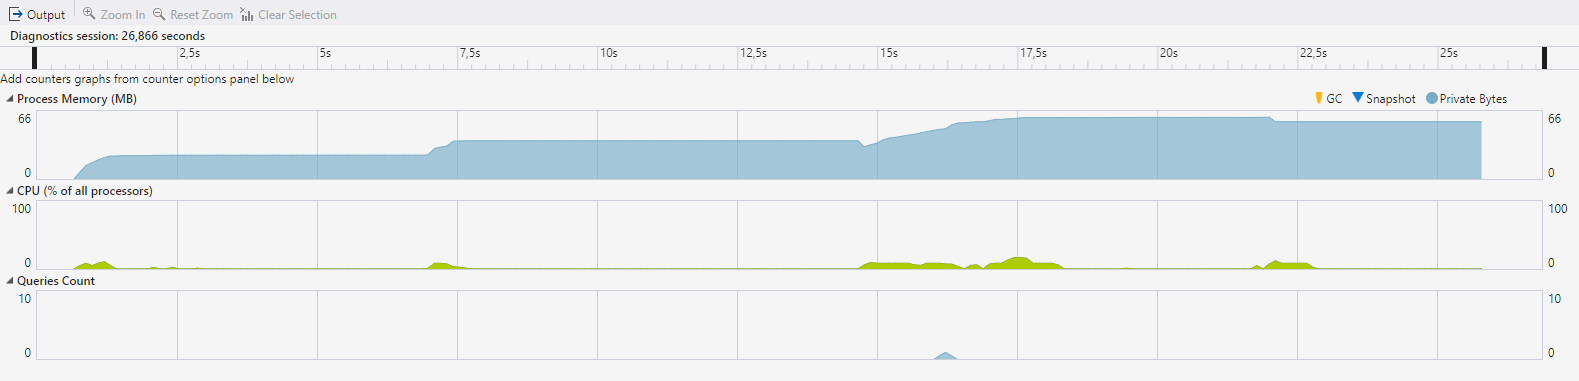 Output Zoom In Reset Zoom Clear Selection
Diagnostics session: 26,866 seconds
2,5s 5s 7,5s 10s 15s 17,5s 20s 22,5s 25s
Add counters graphs from counter options panel below
Process Memory (MB) GC Snapshot Private Bytes
66 66
0 0
CPU (% of all processors)
100 100
0 0
Queries Count
10 10
0 0